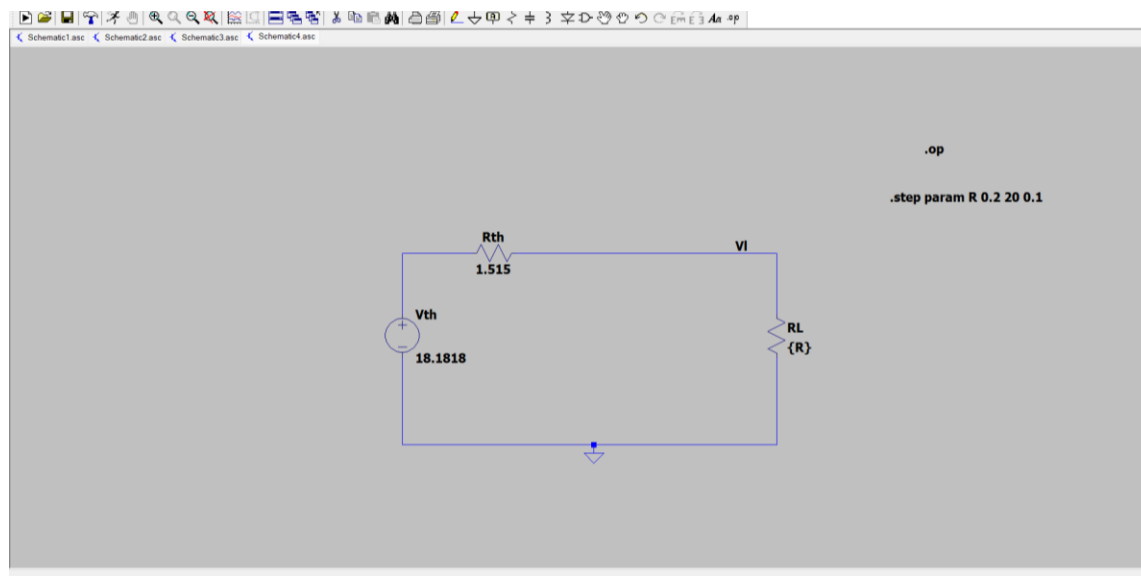 Schematic1.asc Schematic2.asc Schematic3.asc Schematic4.asc
.op
.step param R 0.2 20 0.1
Rth
1.515
Vl
Vth
18.1818
RL
{R}